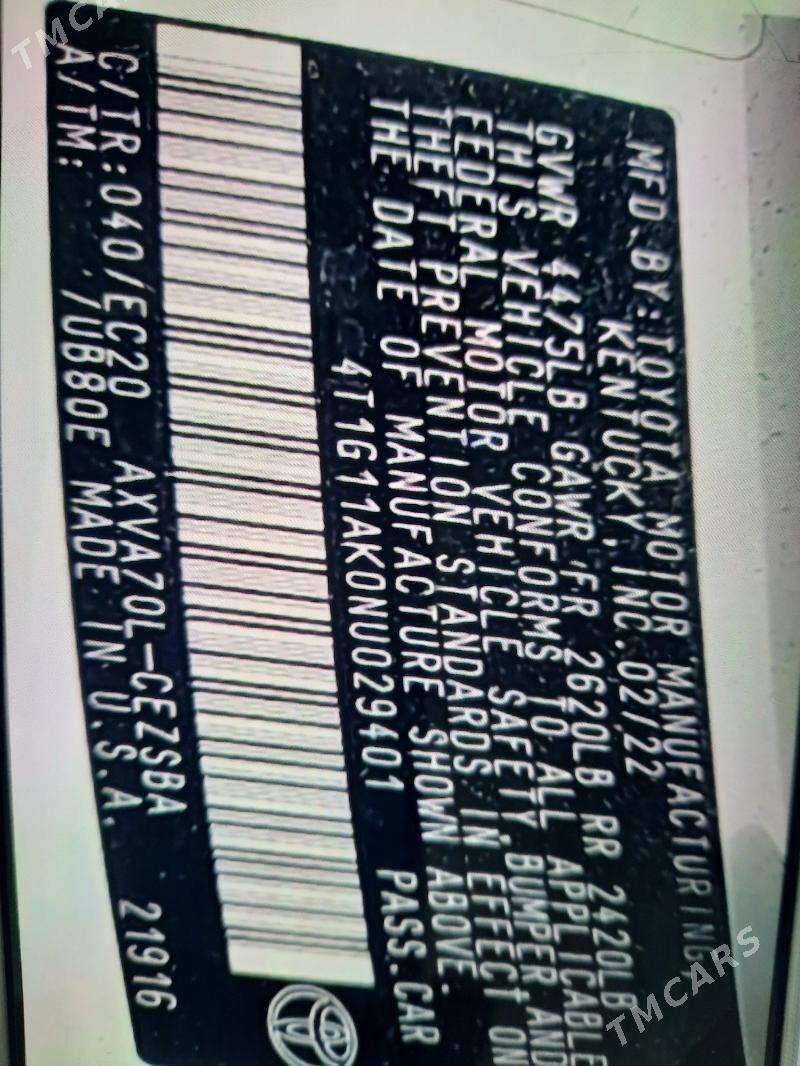 MFD. BY: TOYOTA MOTOR MANUFACTURING,
KENTUCKY, INC. 02/22
GVWR 4475LB GAWR FR 2620LB RR 2420LB
THIS VEHICLE CONFORMS TO ALL APPLICABLE
FEDERAL MOTOR VEHICLE SAFETY, BUMPER AND
THEFT PREVENTION STANDARDS IN EFFECT ON
THE DATE OF MANUFACTURE SHOWN ABOVE.
4T1G11AK0NU029401 PASS.CAR
C/TR:040/EC20 AXVA70L-CEZSBA
A/TM: /UB80E MADE IN U.S.A. 21916
TMCARS